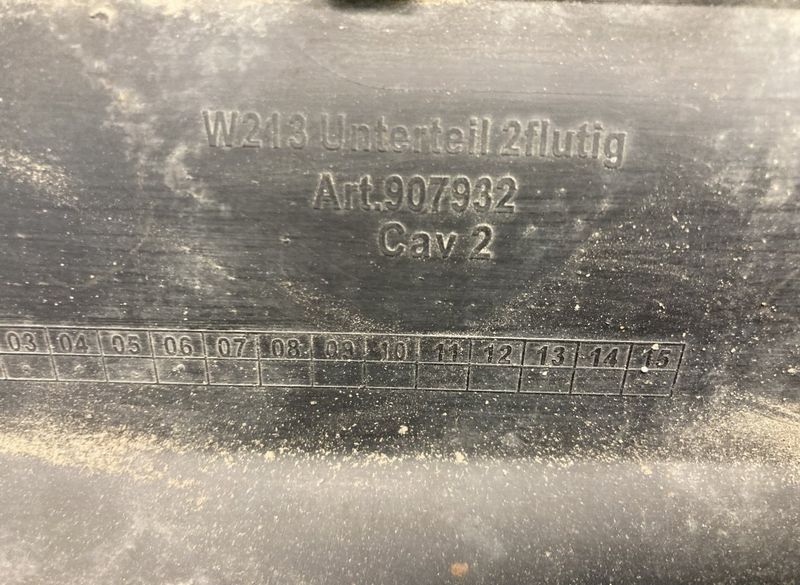 W213 Unterteil 2flutig
Art.907932
Cav 2
03 04 05 06 07 08 09 10 11 12 13 14 15